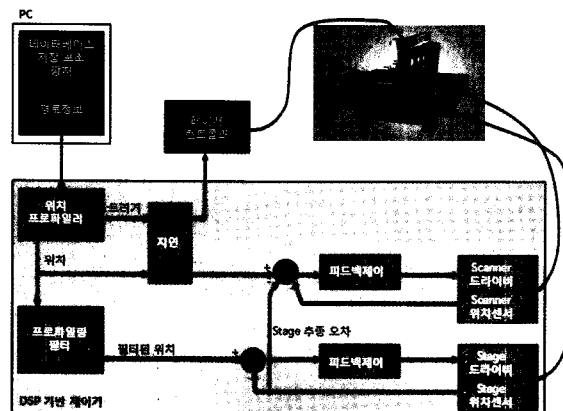 PC
데이터베이스
저장 보조
장치
경로정보
레이저
컨트롤러
위치
프로파일러
트리거
지연
위치
피드백제어
Scanner
드라이버
Scanner
위치센서
프로파일링
필터
Stage 추종 오차
필터된 위치
피드백제어
Stage
드라이버
Stage
위치센서
DSP 기반 제어기